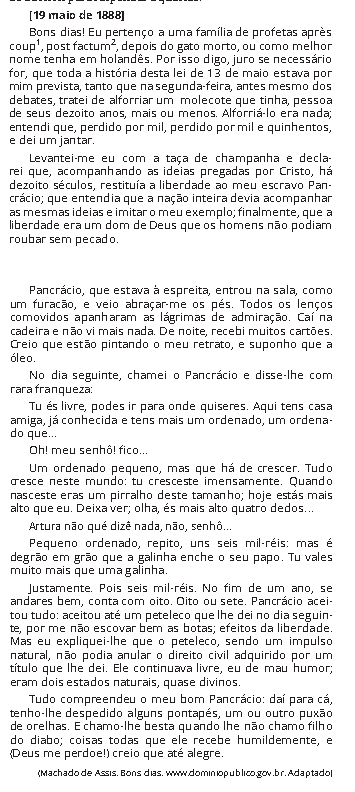 [19 maio de 1888]
Bons dias! Eu pertenço a uma família de profetas après
coup¹, post factum², depois do gato morto, ou como melhor
nome tenha em holandês. Por isso digo, juro se necessário
for, que toda a história desta lei de 13 de maio estava por
mim prevista, tanto que na segunda-feira, antes mesmo dos
debates, tratei de alforriar um molecote que tinha, pessoa
de seus dezoito anos, mais ou menos. Alforriá-lo era nada;
entendi que, perdido por mil, perdido por mil e quinhentos,
e dei um jantar.
Levantei-me eu com a taça de champanha e decla-
rei que, acompanhando as ideias pregadas por Cristo, há
dezoito séculos, restituía a liberdade ao meu escravo Pan-
crácio; que entendia que a nação inteira devia acompanhar
as mesmas ideias e imitar o meu exemplo; finalmente, que a
liberdade era um dom de Deus que os homens não podiam
roubar sem pecado.
Pancrácio, que estava à espreita, entrou na sala, como
um furacão, e veio abraçar-me os pés. Todos os lenços
comovidos apanharam as lágrimas de admiração. Caí na
cadeira e não vi mais nada. De noite, recebi muitos cartões.
Creio que estão pintando o meu retrato, e suponho que a
óleo.
No dia seguinte, chamei o Pancrácio e disse-lhe com
rara franqueza:
Tu és livre, podes ir para onde quiseres. Aqui tens casa
amiga, já conhecida e tens mais um ordenado, um ordena-
do que...
Oh! meu senhô! fico...
Um ordenado pequeno, mas que há de crescer. Tudo
cresce neste mundo: tu cresceste imensamente. Quando
nasceste eras um pirralho deste tamanho; hoje estás mais
alto que eu. Deixa ver; olha, és mais alto quatro dedos...
Artura não qué dizê nada, não, senhô...
Pequeno ordenado, repito, uns seis mil-réis: mas é
degrão em grão que a galinha enche o seu papo. Tu vales
muito mais que uma galinha.
Justamente. Pois seis mil-réis. No fim de um ano, se
andares bem, conta com oito. Oito ou sete. Pancrácio acei-
tou tudo: aceitou até um peteleco que lhe dei no dia seguin-
te, por me não escovar bem as botas; efeitos da liberdade.
Mas eu expliquei-lhe que o peteleco, sendo um impulso
natural, não podia anular o direito civil adquirido por um
título que lhe dei. Ele continuava livre, eu de mau humor;
eram dois estados naturais, quase divinos.
Tudo compreendeu o meu bom Pancrácio: daí para cá,
tenho-lhe despedido alguns pontapés, um ou outro puxão
de orelhas. E chamo-lhe besta quando lhe não chamo filho
do diabo; coisas todas que ele recebe humildemente, e
(Deus me perdoe!) creio que até alegre.
(Machado de Assis. Bons dias. www.dominiopublico.gov.br. Adaptado)